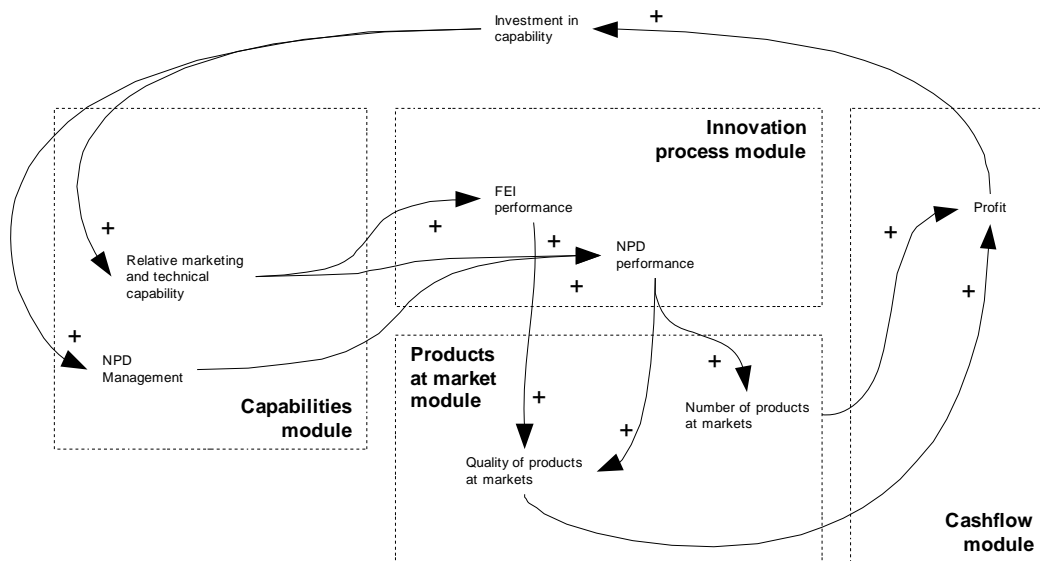 +
Investment in
capability
Innovation
process module
FEI
performance
+
Profit
+
+
+
Relative marketing
and technical
capability
NPD
performance
+
+
+
NPD
Management
Products
at market
module
+
+
Number of products
at markets
Capabilities
module
+
Quality of products
at markets
Cashflow
module